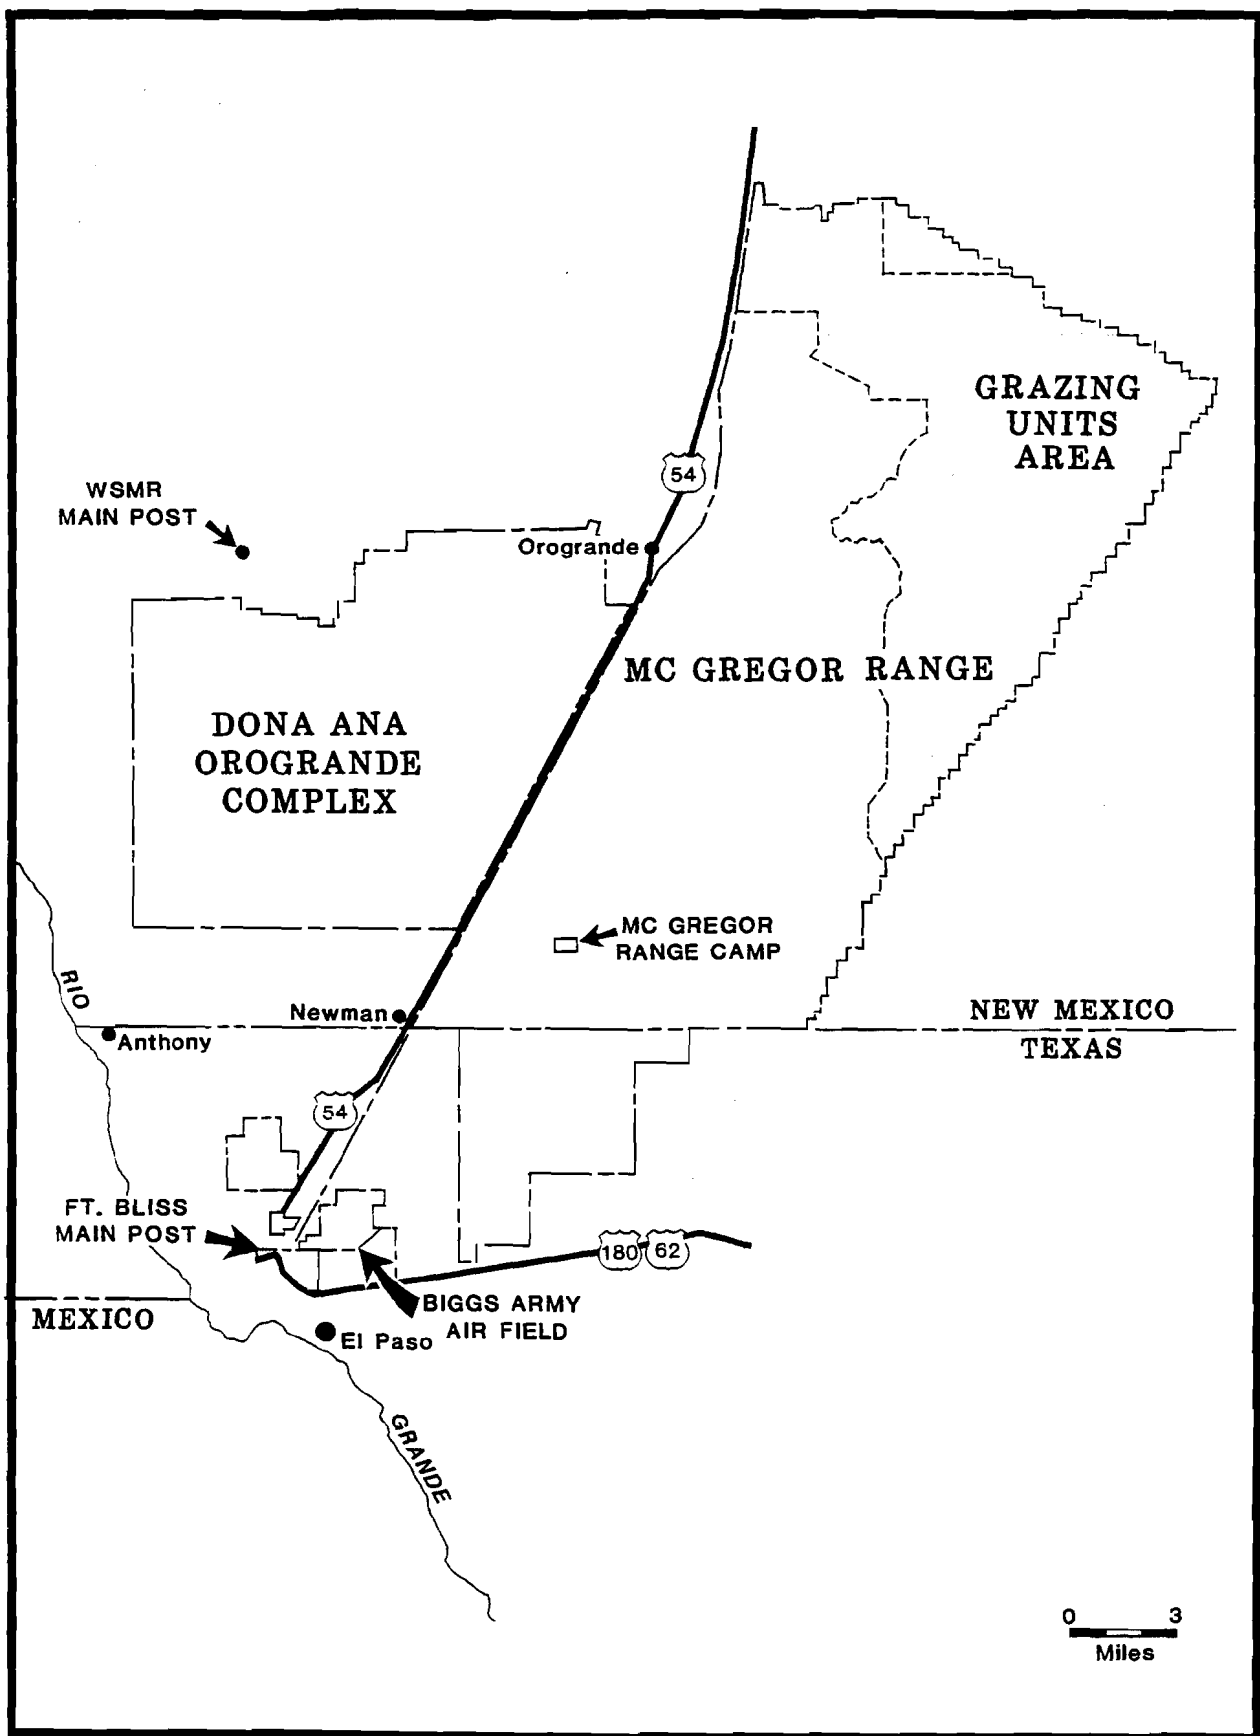 GRAZING
UNITS
AREA
54
WSMR
MAIN POST
Orogrande
MC GREGOR RANGE
DONA ANA
OROGRANDE
COMPLEX
MC GREGOR
RANGE CAMP
RIO
Newman
NEW MEXICO
Anthony
TEXAS
54
FT. BLISS
MAIN POST
180 62
BIGGS ARMY
AIR FIELD
MEXICO
El Paso
GRANDE
0 3
Miles